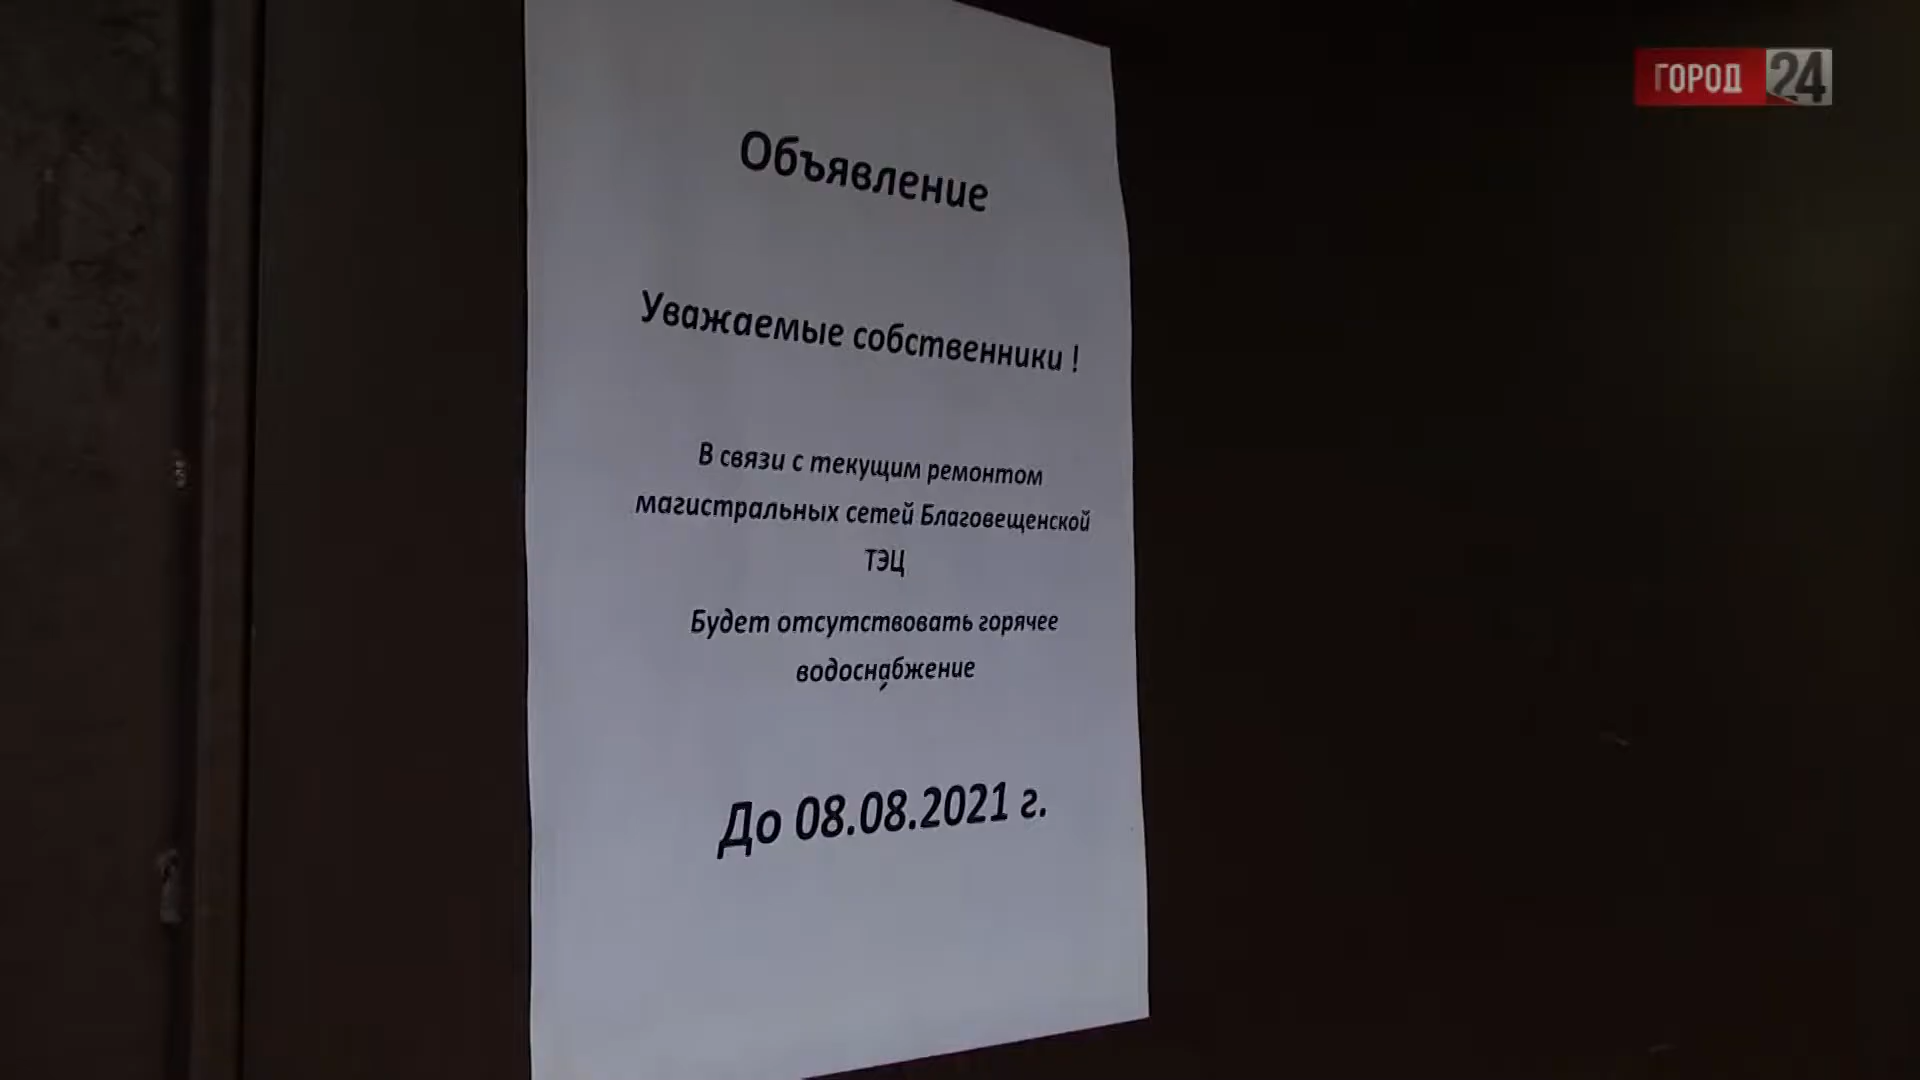 ГОРОД 24
Объявление
Уважаемые собственники !
В связи с текущим ремонтом
магистральных сетей Благовещенской
ТЭЦ
Будет отсутствовать горячее
водоснабжение
До 08.08.2021 г.